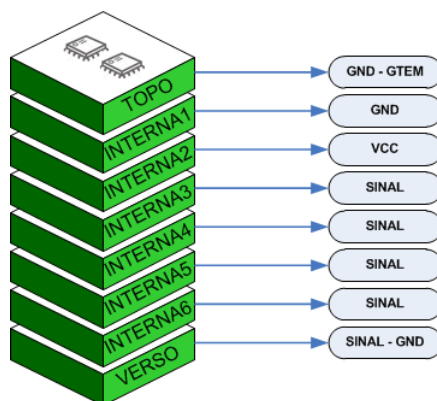 TOPO GND - GTEM
INTERNA1 GND
INTERNA2 VCC
INTERNA3 SINAL
INTERNA4 SINAL
INTERNA5 SINAL
INTERNA6 SINAL
VERSO SINAL - GND